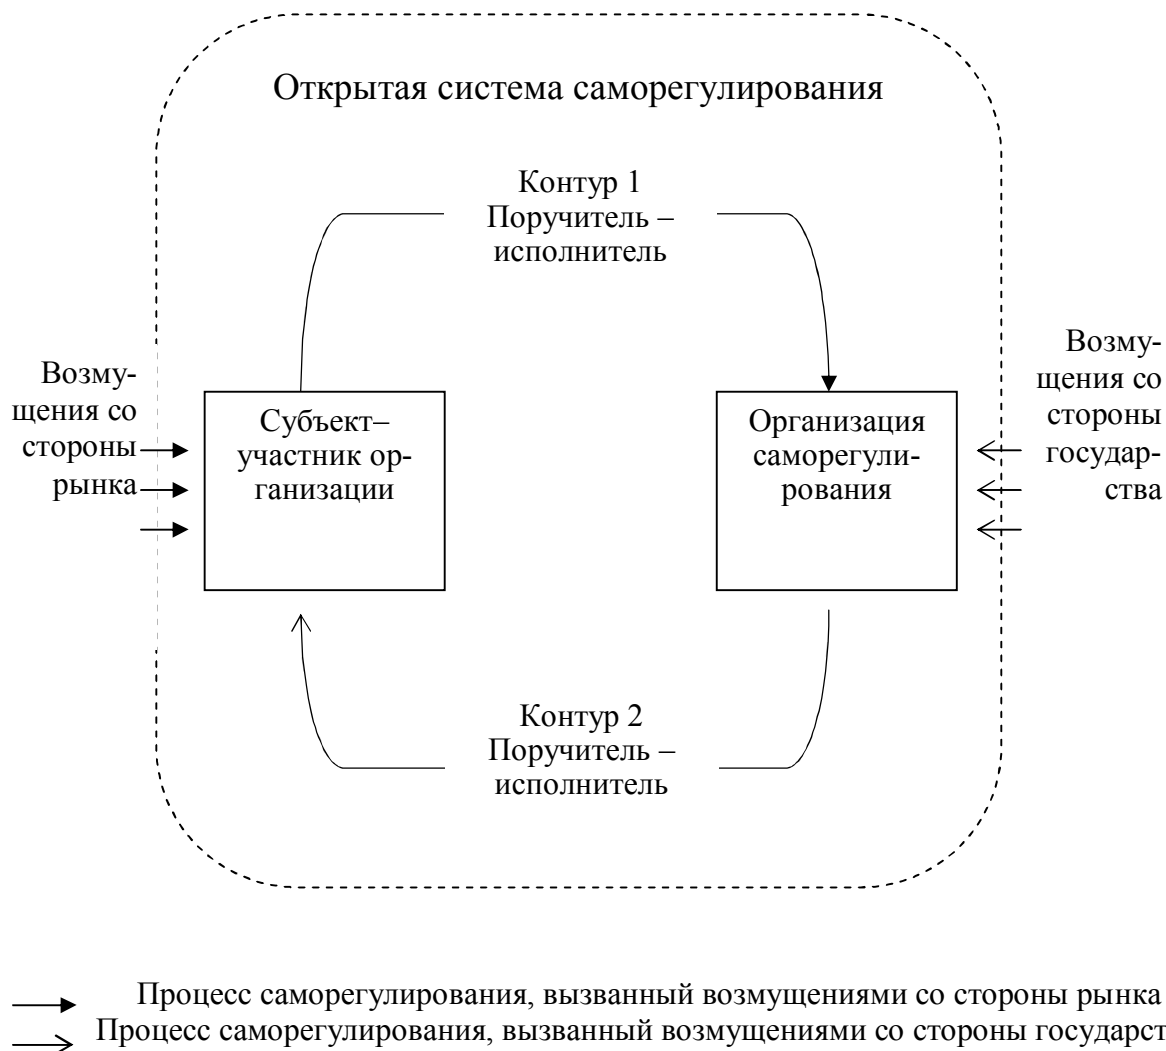 Открытая система саморегулирования
Контур 1
Поручитель –
исполнитель
Возму-
щения со
стороны
рынка
Субъект–
участник ор-
ганизации
Организация
саморегули-
рования
Возму-
щения со
стороны
государ-
ства
Контур 2
Поручитель –
исполнитель
Процесс саморегулирования, вызванный возмущениями со стороны рынка
Процесс саморегулирования, вызванный возмущениями со стороны государст